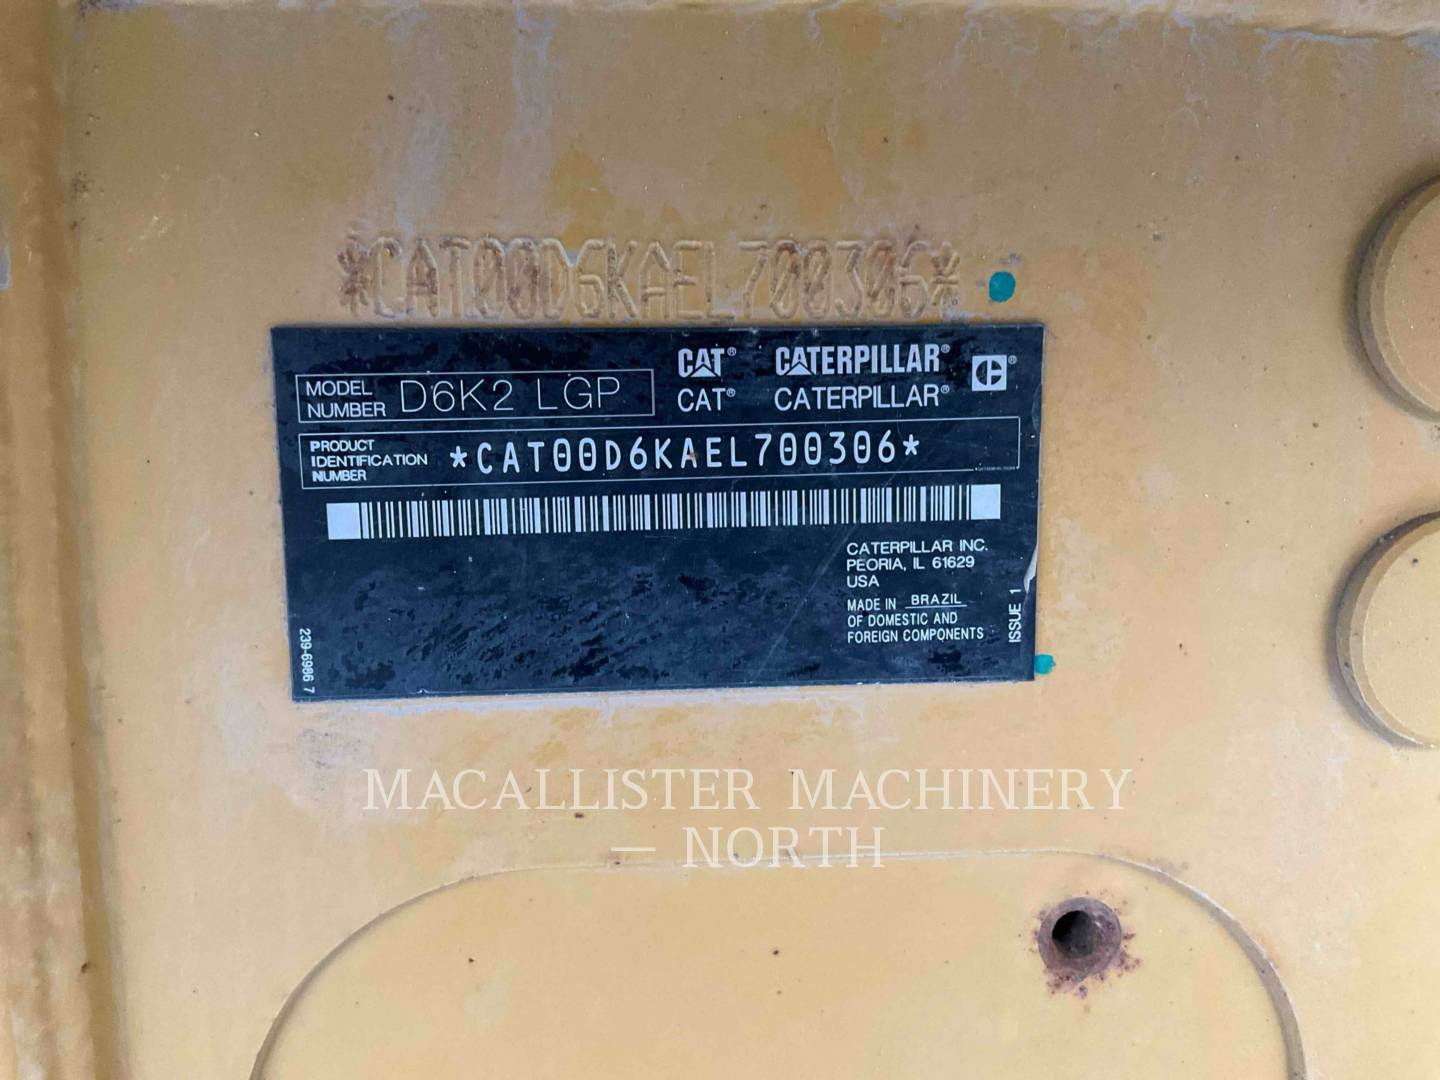 *CAT00D6KAEL700306*
CAT® CATERPILLAR®
MODEL NUMBER D6K2 LGP CAT® CATERPILLAR®
PRODUCT
IDENTIFICATION
NUMBER
*CAT00D6KAEL700306*
CATERPILLAR INC.
PEORIA, IL 61629
USA
MADE IN BRAZIL
OF DOMESTIC AND
FOREIGN COMPONENTS
ISSUE 1
239-6986 7
MACALLISTER MACHINERY
— NORTH